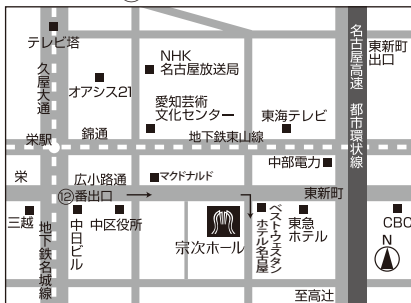 テレビ塔
久屋大通
オアシス21
NHK
名古屋放送局
愛知芸術
文化センター
東海テレビ
名古屋高速 都市環状線
東新町
出口
栄駅
錦通
地下鉄東山線
中部電力
栄
広小路通
マクドナルド
東新町
⑫番出口
三越
地下鉄名城線
中日ビル
中区役所
宗次ホール
ベストウェスタン
ホテル名古屋
東急
ホテル
CBC
N
至高辻